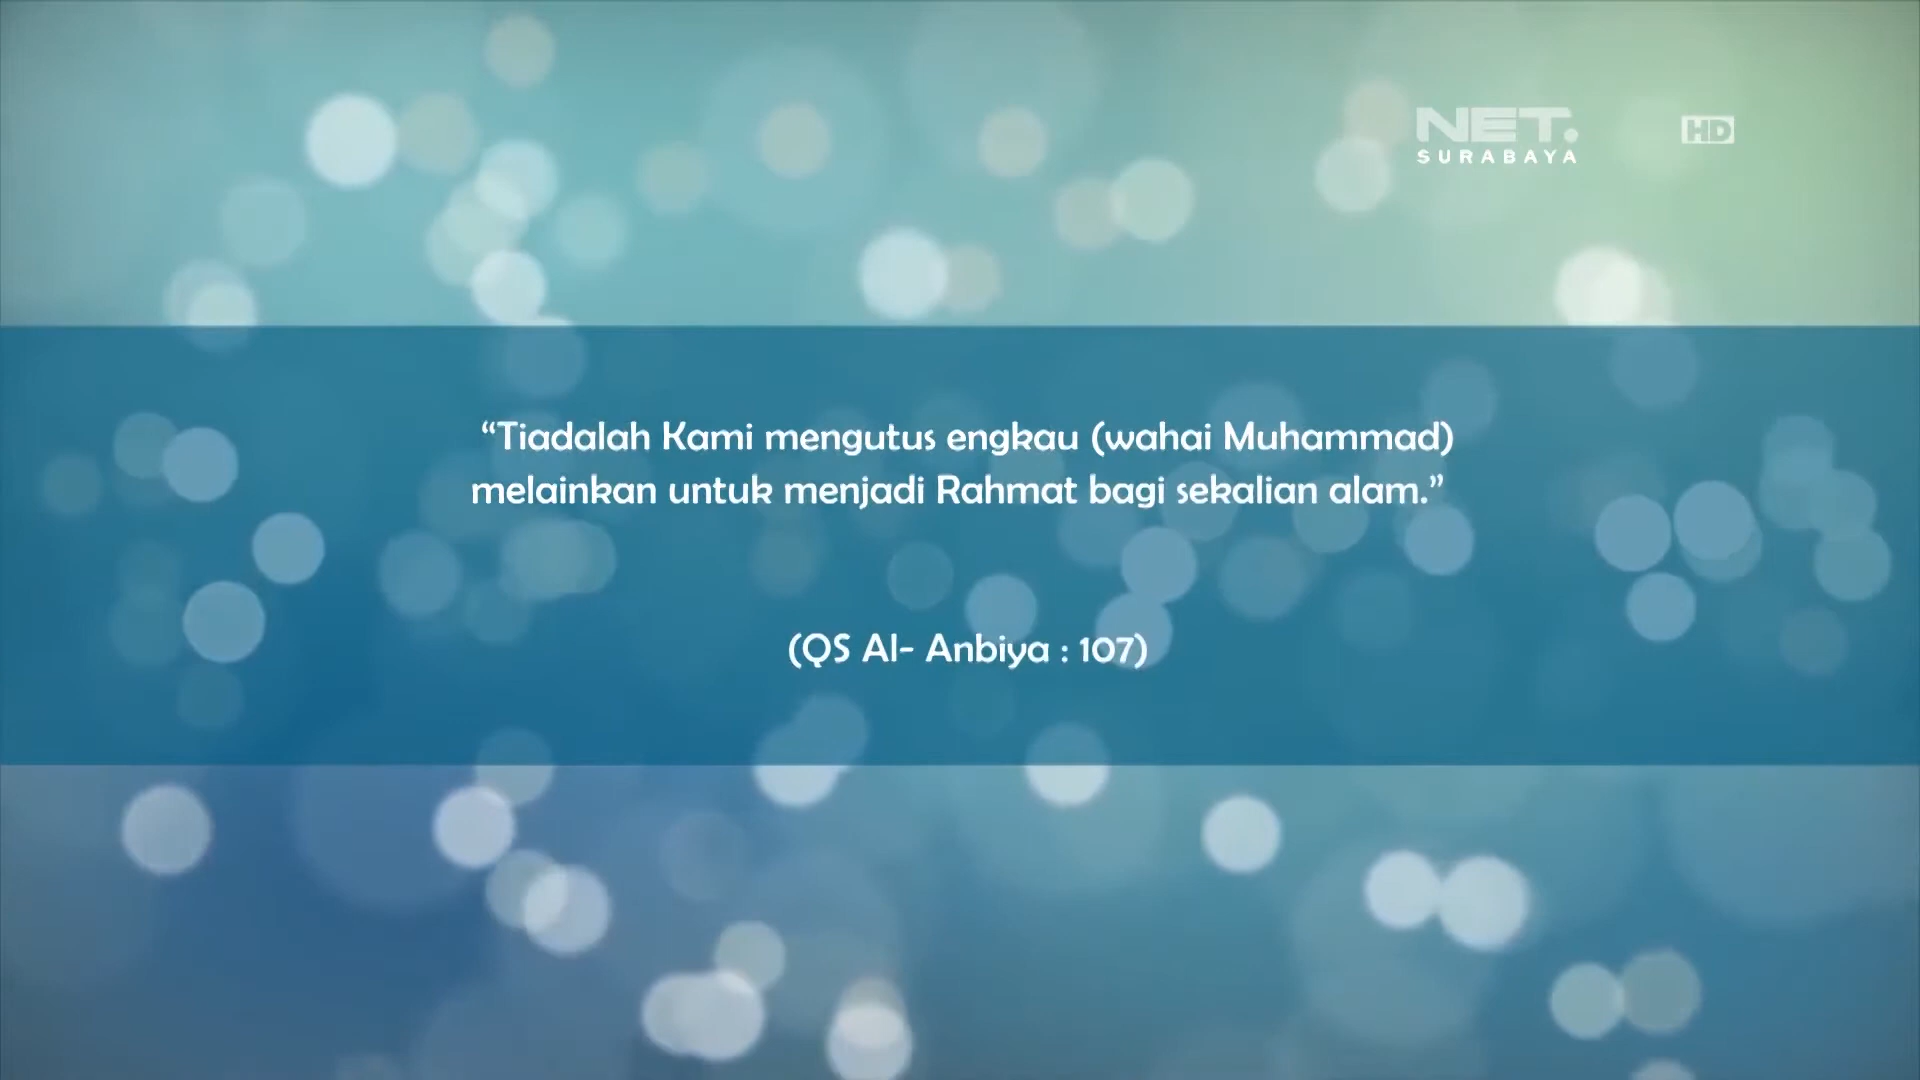 NET.
SURABAYA
HD
“Tiadalah Kami mengutus engkau (wahai Muhammad)
melainkan untuk menjadi Rahmat bagi sekalian alam.”
(QS Al- Anbiya : 107)